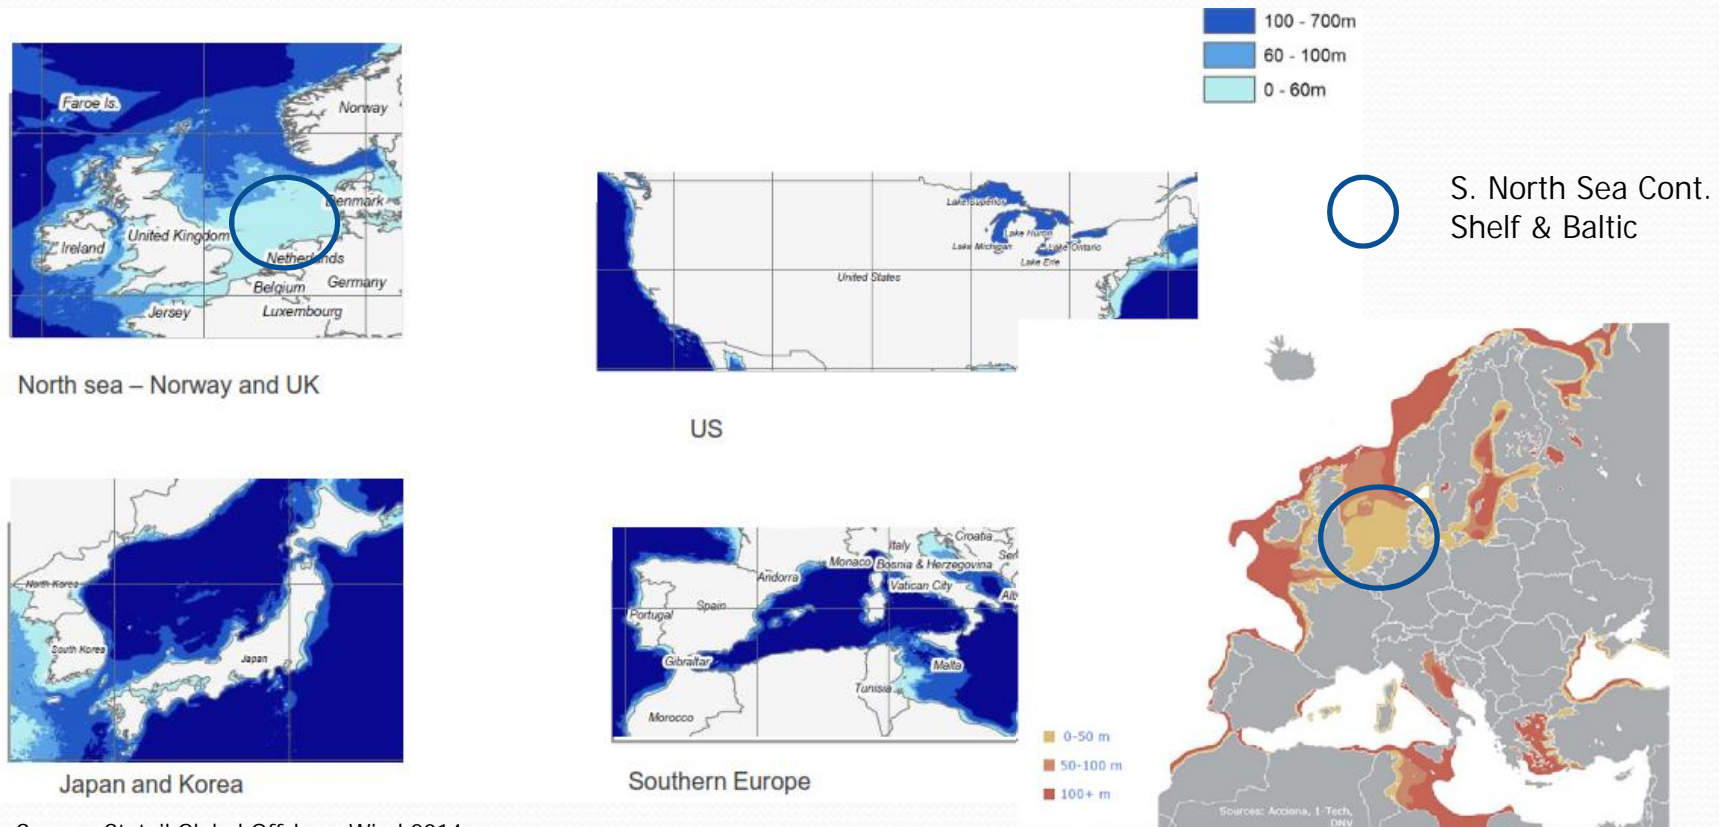 100 - 700m
60 - 100m
0 - 60m
Faroe Is.
Norway
Denmark
United Kingdom
Ireland
Netherlands
Belgium
Germany
Jersey
Luxembourg
North sea – Norway and UK
Lake Superior
Lake Huron
Lake Michigan
Lake Ontario
Lake Erie
United States
US
S. North Sea Cont.
Shelf & Baltic
North Korea
South Korea
Japan
Japan and Korea
Italy
Croatia
Monaco
Bosnia & Herzegovina
Andorra
Vatican City
Portugal
Spain
Gibraltar
Malta
Tunisia
Morocco
Southern Europe
0-50 m
50-100 m
100+ m
Sources: Acciona, 1-Tech,
DNV